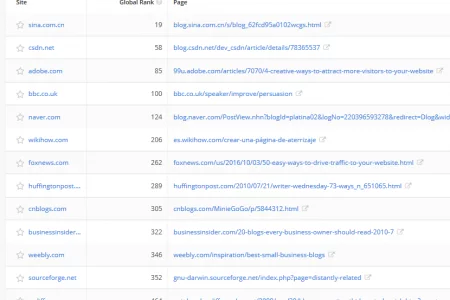 Site Global Rank Page
sina.com.cn 19 blog.sina.com.cn/s/blog_62fcd95a0102wcgs.html
csdn.net 58 blog.csdn.net/dev_csdn/article/details/78365537
adobe.com 85 99u.adobe.com/articles/7070/4-creative-ways-to-attract-more-visitors-to-your-website
bbc.co.uk 100 bbc.co.uk/speaker/improve/persuasion
naver.com 124 blog.naver.com/PostView.nhn?blogId=platina02&logNo=220396593278&redirect=Dlog&wid
wikihow.com 206 es.wikihow.com/crear-una-página-de-aterrizaje
foxnews.com 262 foxnews.com/us/2016/10/03/50-easy-ways-to-drive-traffic-to-your-website.html
huffingtonpost... 289 huffingtonpost.com/2010/07/21/writer-wednesday-73-ways_n_651065.html
cnblogs.com 305 cnblogs.com/MinieGoGo/p/5844312.html
businessinsider... 322 businessinsider.com/20-blogs-every-business-owner-should-read-2010-7
weebly.com 346 weebly.com/inspiration/best-small-business-blogs
sourceforge.net 352 gnu-darwin.sourceforge.net/index.php?page=distantly-related